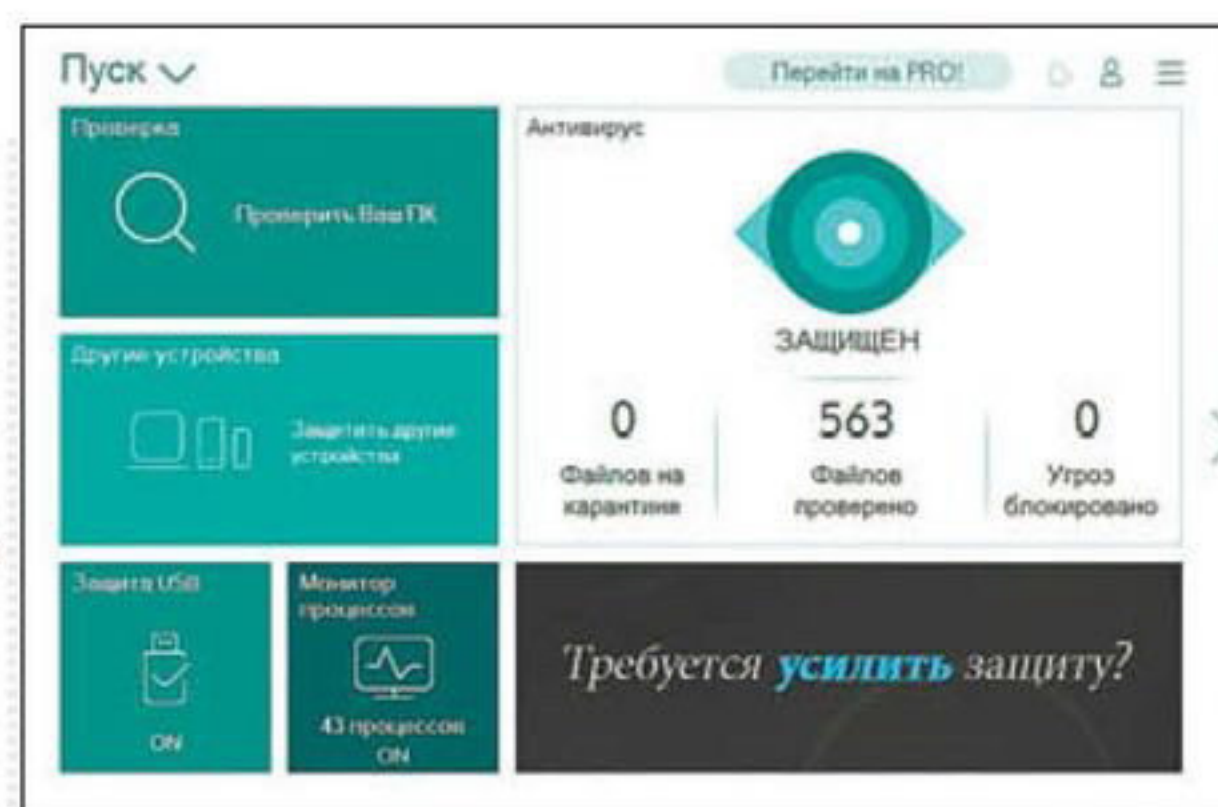 Пуск
Перейти на PRO!
Проверка
Проверить Ваш ПК
Антивирус
ЗАЩИЩЕН
0
563
0
Файлов на
карантине
Файлов
проверено
Угроз
блокировано
Другие устройства
Защитить другие
устройства
Защита USB
ON
Монитор
процессов
43 процессов
ON
Требуется усилить защиту?